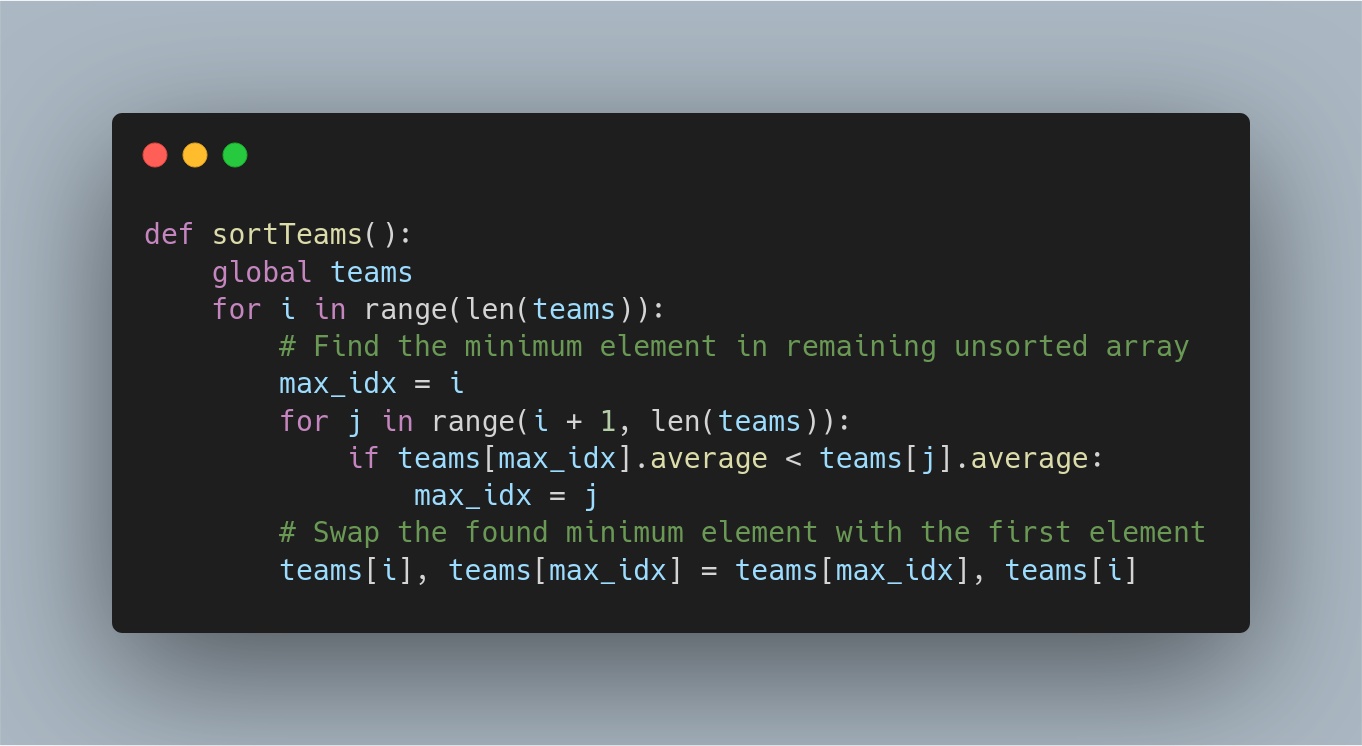 def sortTeams():
    global teams
    for i in range(len(teams)):
        # Find the minimum element in remaining unsorted array
        max_idx = i
        for j in range(i + 1, len(teams)):
            if teams[max_idx].average < teams[j].average:
                max_idx = j
        # Swap the found minimum element with the first element
        teams[i], teams[max_idx] = teams[max_idx], teams[i]